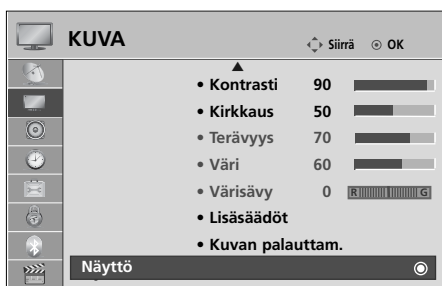 KUVA Siirrä OK
• Kontrasti 90
• Kirkkaus 50
• Terävyys 70
• Väri 60
• Värisävy 0 R G
• Lisäsäädöt
• Kuvan palauttam.
Näyttö